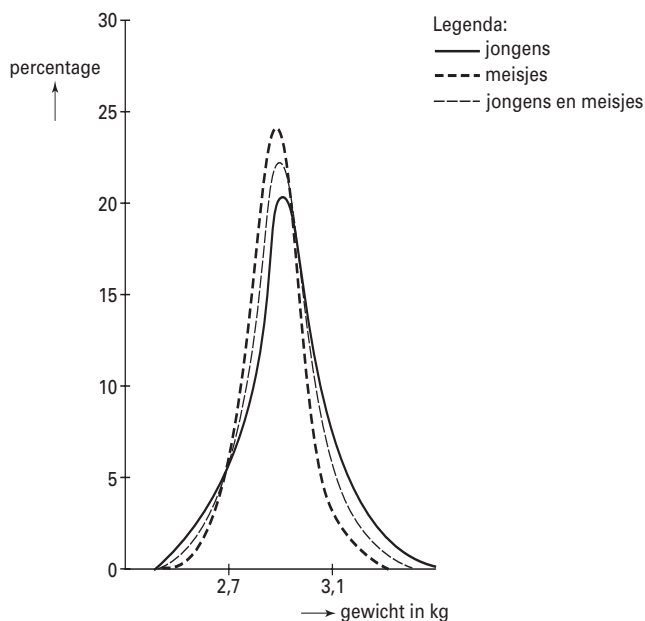 30
percentage
25
20
15
10
5
0
2,7
3,1
gewicht in kg
Legenda:
jongens
meisjes
jongens en meisjes